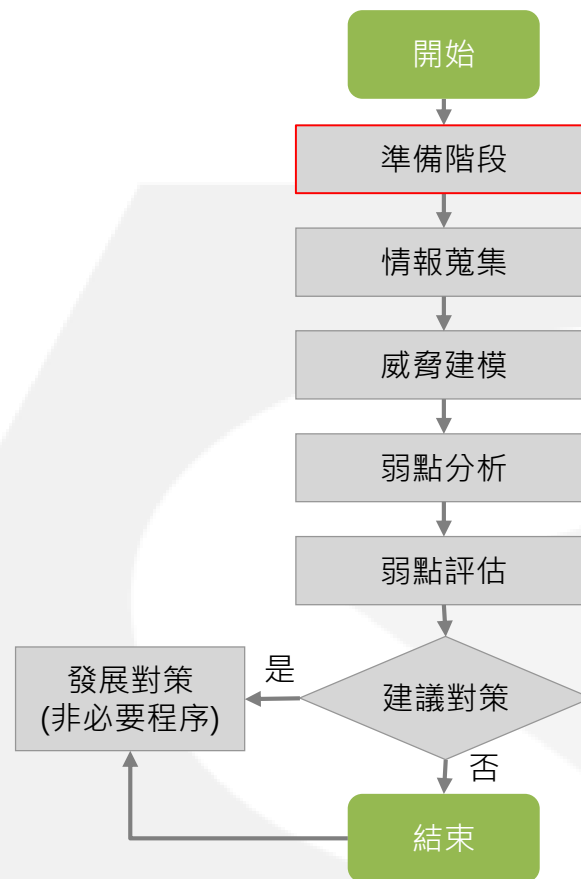 開始
準備階段
情報蒐集
威脅建模
弱點分析
弱點評估
建議對策
是
發展對策
(非必要程序)
否
結束